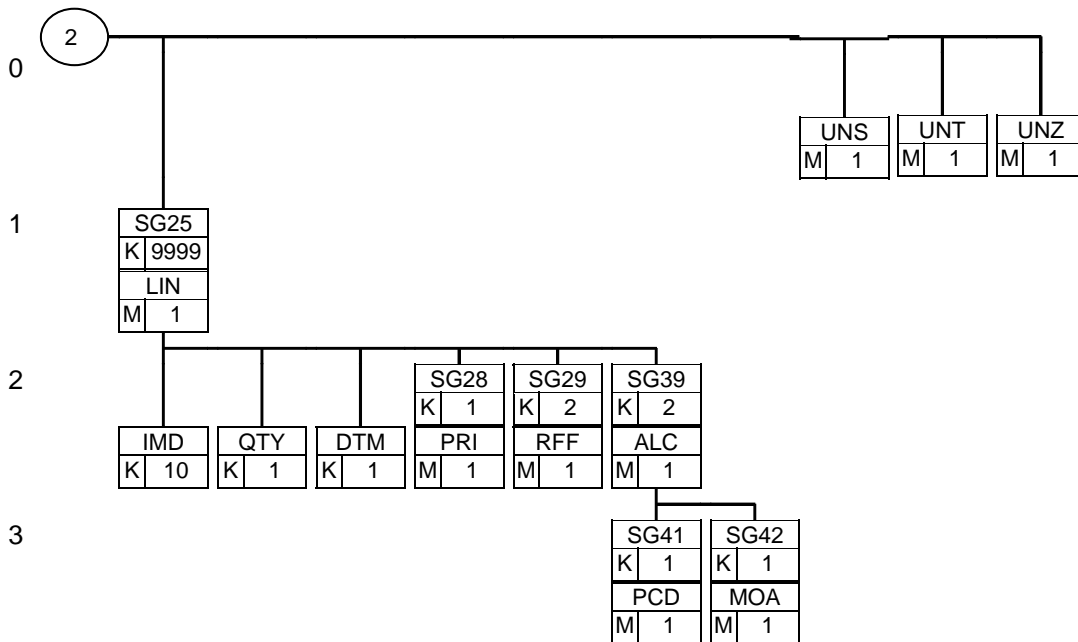 2
0
UNS UNT UNZ
M 1 M 1 M 1
1
SG25
K 9999
LIN
M 1
2
SG28 SG29 SG39
K 1 K 2 K 2
IMD QTY DTM PRI RFF ALC
K 10 K 1 K 1 M 1 M 1 M 1
3
SG41 SG42
K 1 K 1
PCD MOA
M 1 M 1